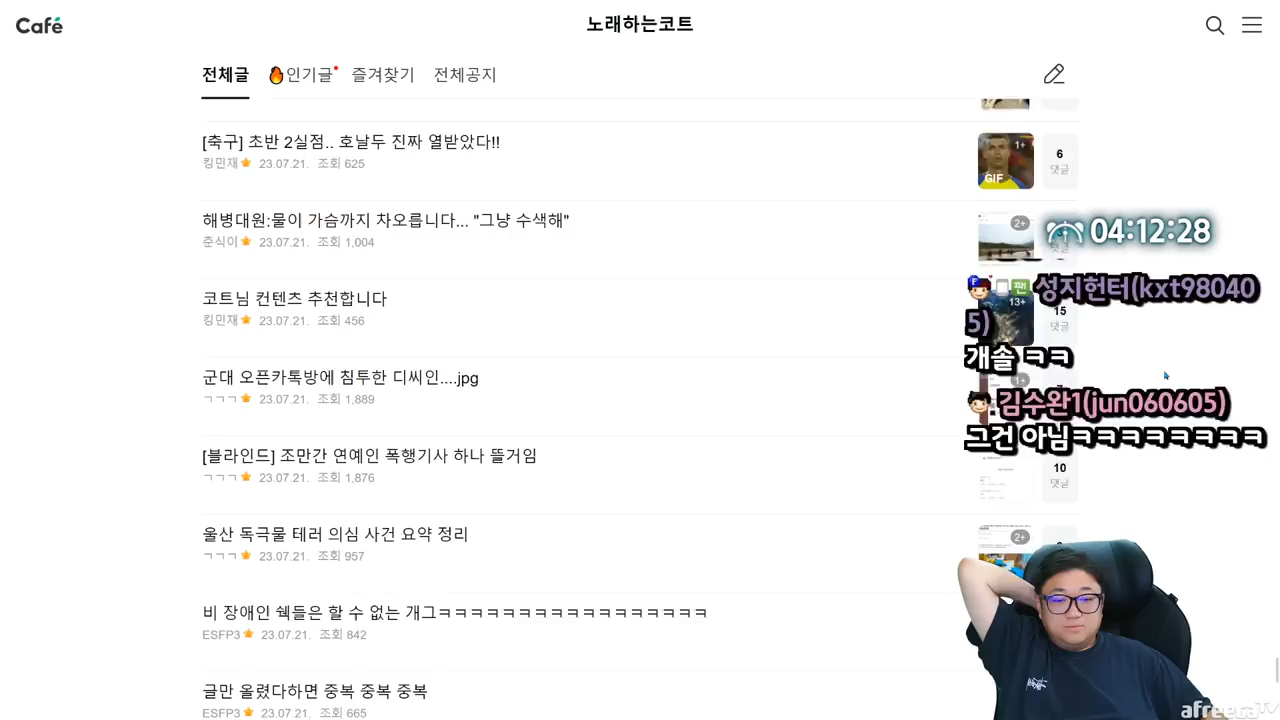 Café
노래하는코트
전체글
🔥인기글
즐겨찾기
전체공지
[축구] 초반 2실점.. 호날두 진짜 열받았다!!
킹민재 23.07.21. 조회 625
1+
GIF
6
댓글
해병대원:물이 가슴까지 차오릅니다... "그냥 수색해"
춘식이 23.07.21. 조회 1,004
2+
04:12:28
코트님 컨텐츠 추천합니다
킹민재 23.07.21. 조회 456
13+
15
댓글
팬 성지헌터(kxt98040
5)
개솔 ㅋㅋ
군대 오픈카톡방에 침투한 디씨인....jpg
ㄱㄱㄱ 23.07.21. 조회 1,889
1+
김수완1(jun060605)
그건 아님ㅋㅋㅋㅋㅋㅋㅋㅋ
[블라인드] 조만간 연예인 폭행기사 하나 뜰거임
ㄱㄱㄱ 23.07.21. 조회 1,876
10
댓글
울산 독극물 테러 의심 사건 요약 정리
ㄱㄱㄱ 23.07.21. 조회 957
2+
비 장애인 쉑들은 할 수 없는 개그ㅋㅋㅋㅋㅋㅋㅋㅋㅋㅋㅋㅋㅋㅋㅋㅋㅋ
ESFP3 23.07.21. 조회 842
글만 올렸다하면 중복 중복 중복
ESFP3 23.07.21. 조회 665
afreecaTV